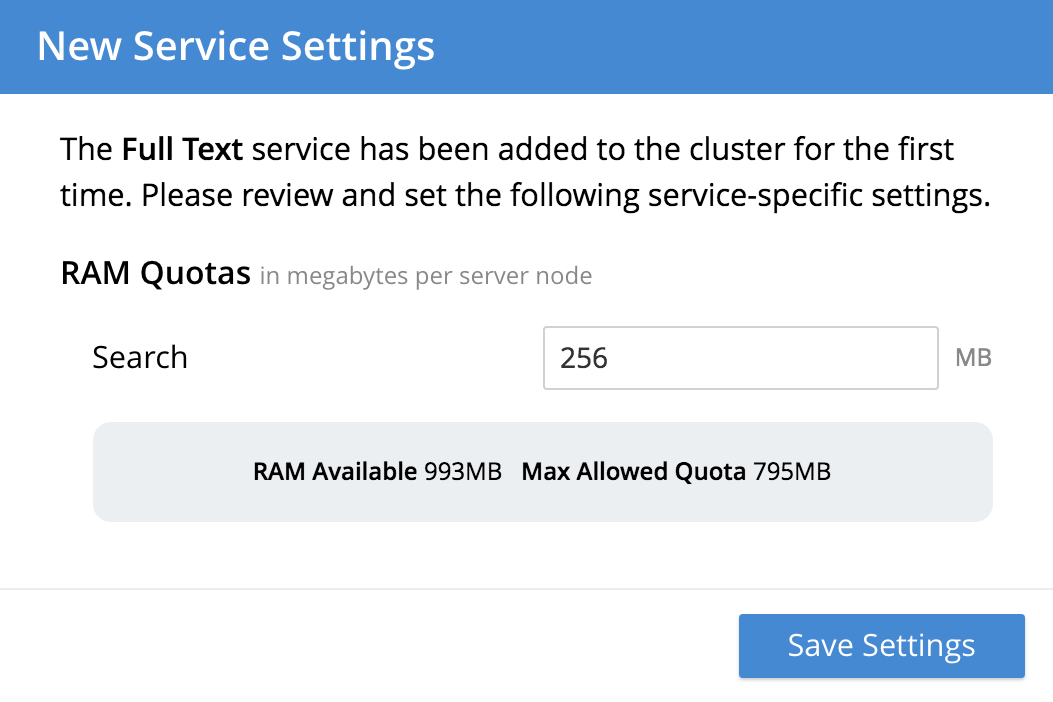 New Service Settings
The Full Text service has been added to the cluster for the first
time. Please review and set the following service-specific settings.
RAM Quotas in megabytes per server node
Search 256 MB
RAM Available 993MB Max Allowed Quota 795MB
Save Settings